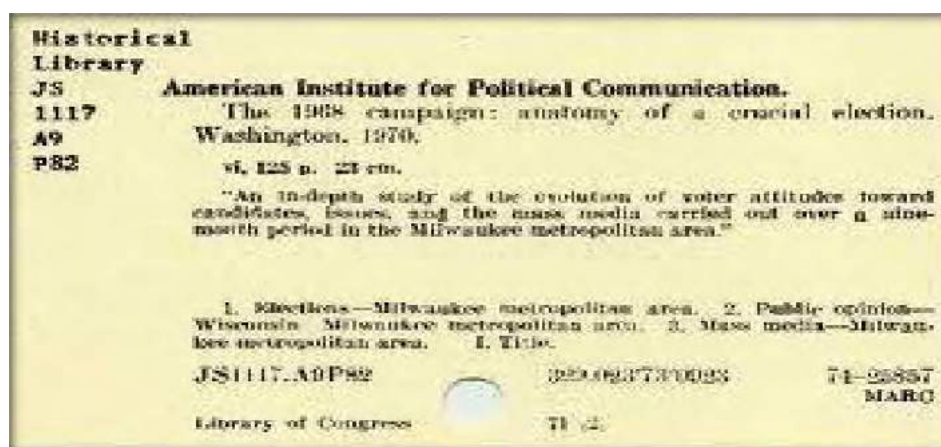 Historical
Library
JS American Institute for Political Communication.
1117 The 1968 campaign: anatomy of a crucial election.
A9 Washington, 1970.
P82 vi, 125 p. 23 cm.
"An in-depth study of the evolution of voter attitudes toward
candidates, issues, and the mass media carried out over a nine-
month period in the Milwaukee metropolitan area."
1. Elections—Milwaukee metropolitan area. 2. Public opinion—
Wisconsin—Milwaukee metropolitan area. 3. Mass media—Milwau-
kee metropolitan area. I. Title.
JS1117.A9P82 74-25857
MARC
Library of Congress